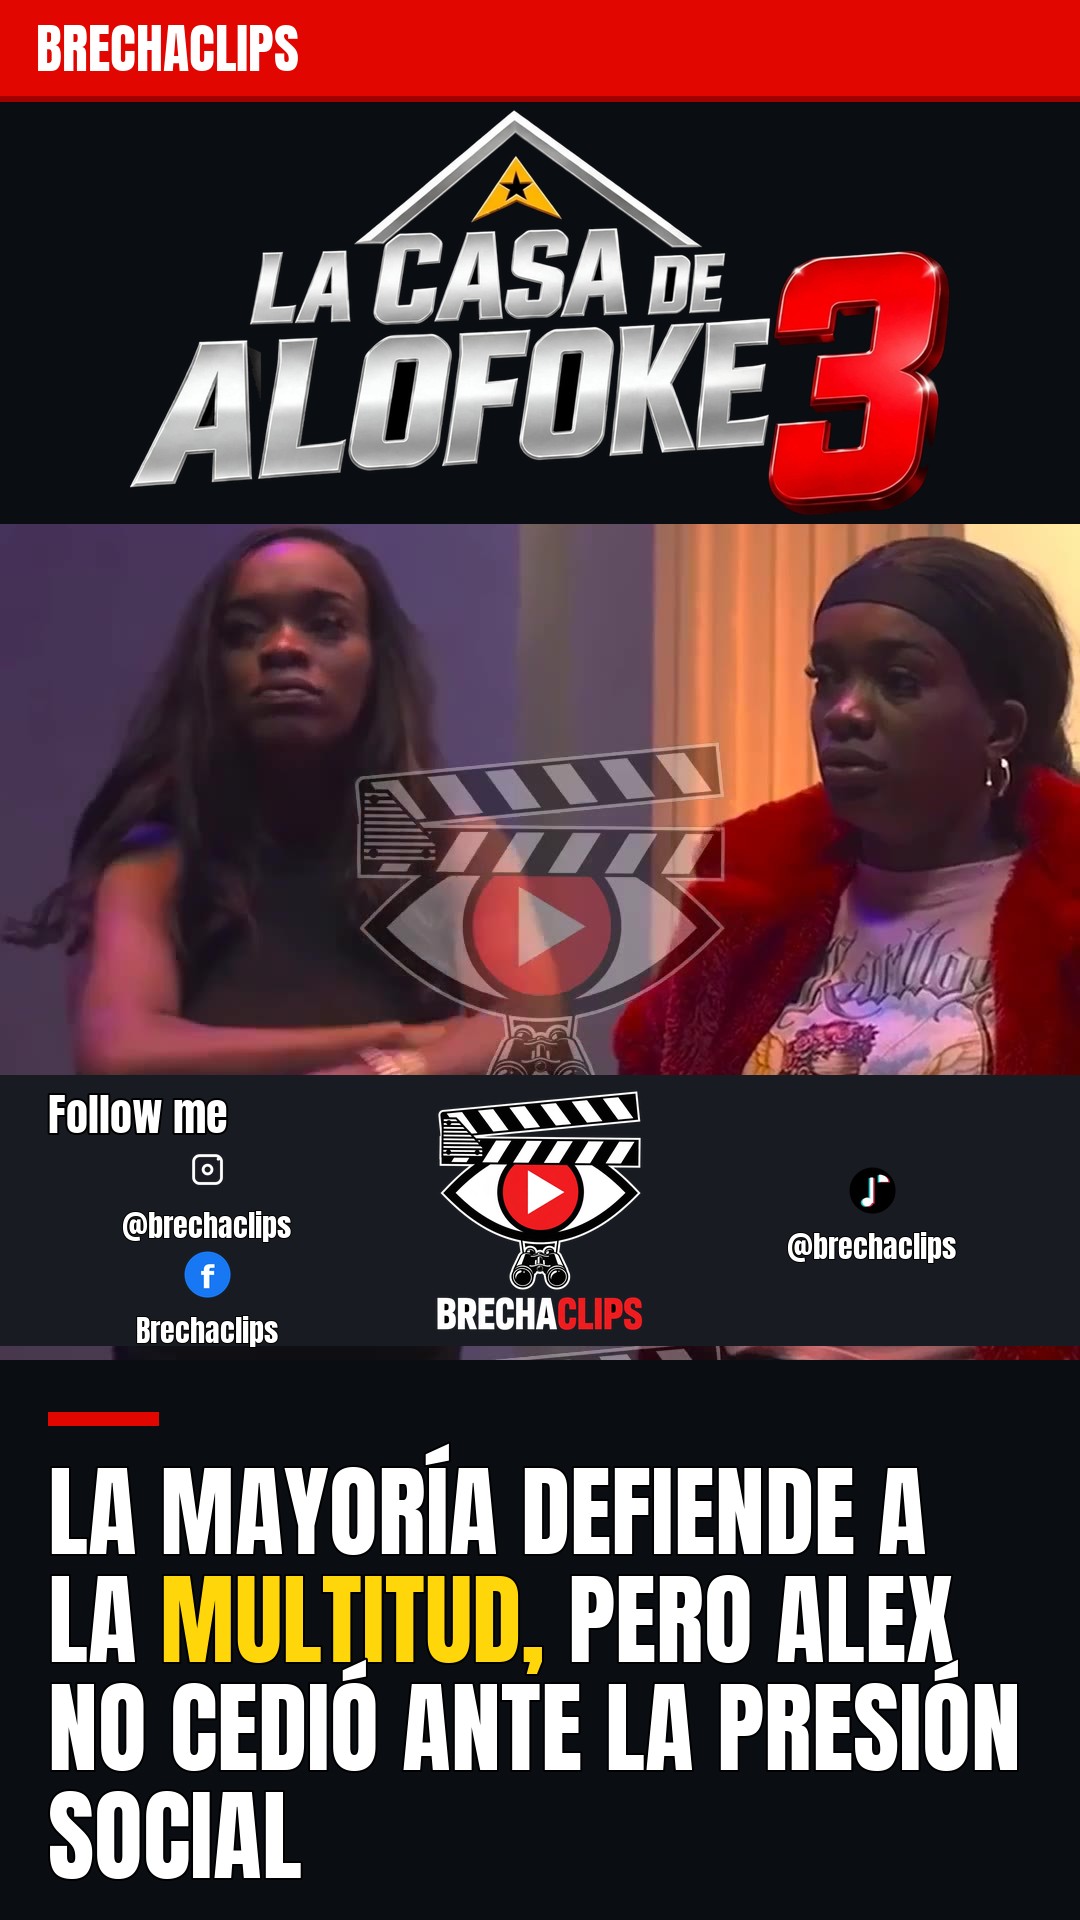 BRECHACLIPS
LA CASA DE
ALOFOKE 3
Follow me
@brechaclips
Brechaclips
BRECHACLIPS
@brechaclips
LA MAYORÍA DEFIENDE A
LA MULTITUD, PERO ALEX
NO CEDIÓ ANTE LA PRESIÓN
SOCIAL